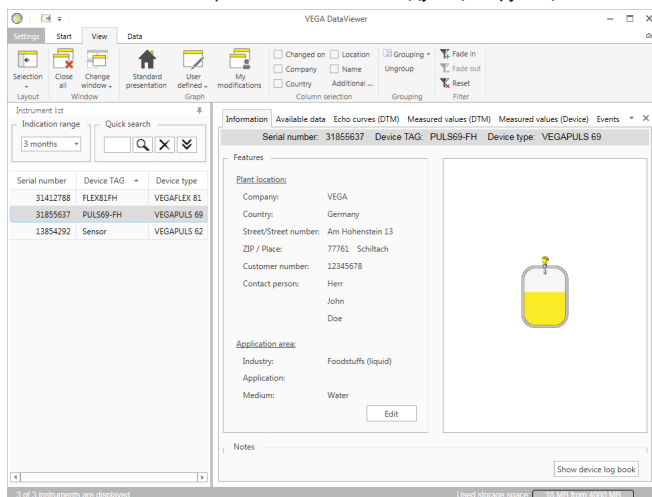 VEGA DataViewer
Settings Start View Data
Selection Close all Change window Standard presentation User defined My modifications
Changed on Location Grouping Fade in
Company Name Ungroup Fade out
Country Additional ... Reset
Layout Window Graph Column selection Grouping Filter
Instrument list
Indication range Quick search
3 months
Serial number Device TAG Device type
31412788 FLEX81FH VEGAFLEX 81
31855637 PULS69-FH VEGAPULS 69
13854292 Sensor VEGAPULS 62
3 of 3 instruments are displayed
Information Available data Echo curves (DTM) Measured values (DTM) Measured values (Device) Events
Serial number: 31855637 Device TAG: PULS69-FH Device type: VEGAPULS 69
Features
Plant location:
Company: VEGA
Country: Germany
Street/Street number: Am Hohenstein 13
ZIP / Place: 77761 Schiltach
Customer number: 12345678
Contact person: Herr
John
Doe
Application area:
Industry: Foodstuffs (liquid)
Application:
Medium: Water
Edit
Notes
Show device log book
Used storage space: 18 MB from 4000 MB